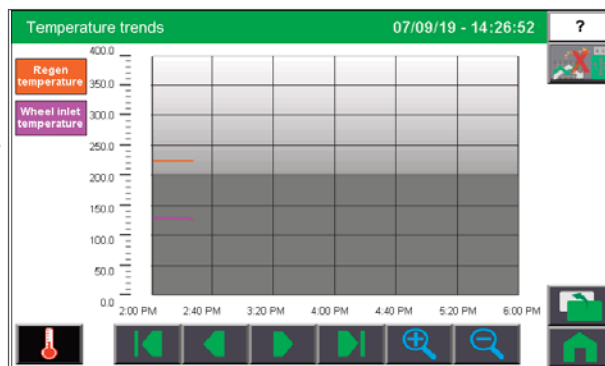 Temperature trends
07/09/19 - 14:26:52
?
Regen
temperature
Wheel inlet
temperature
400.0
350.0
300.0
250.0
200.0
150.0
100.0
50.0
0.0
2:00 PM
2:40 PM
3:20 PM
4:00 PM
4:40 PM
5:20 PM
6:00 PM